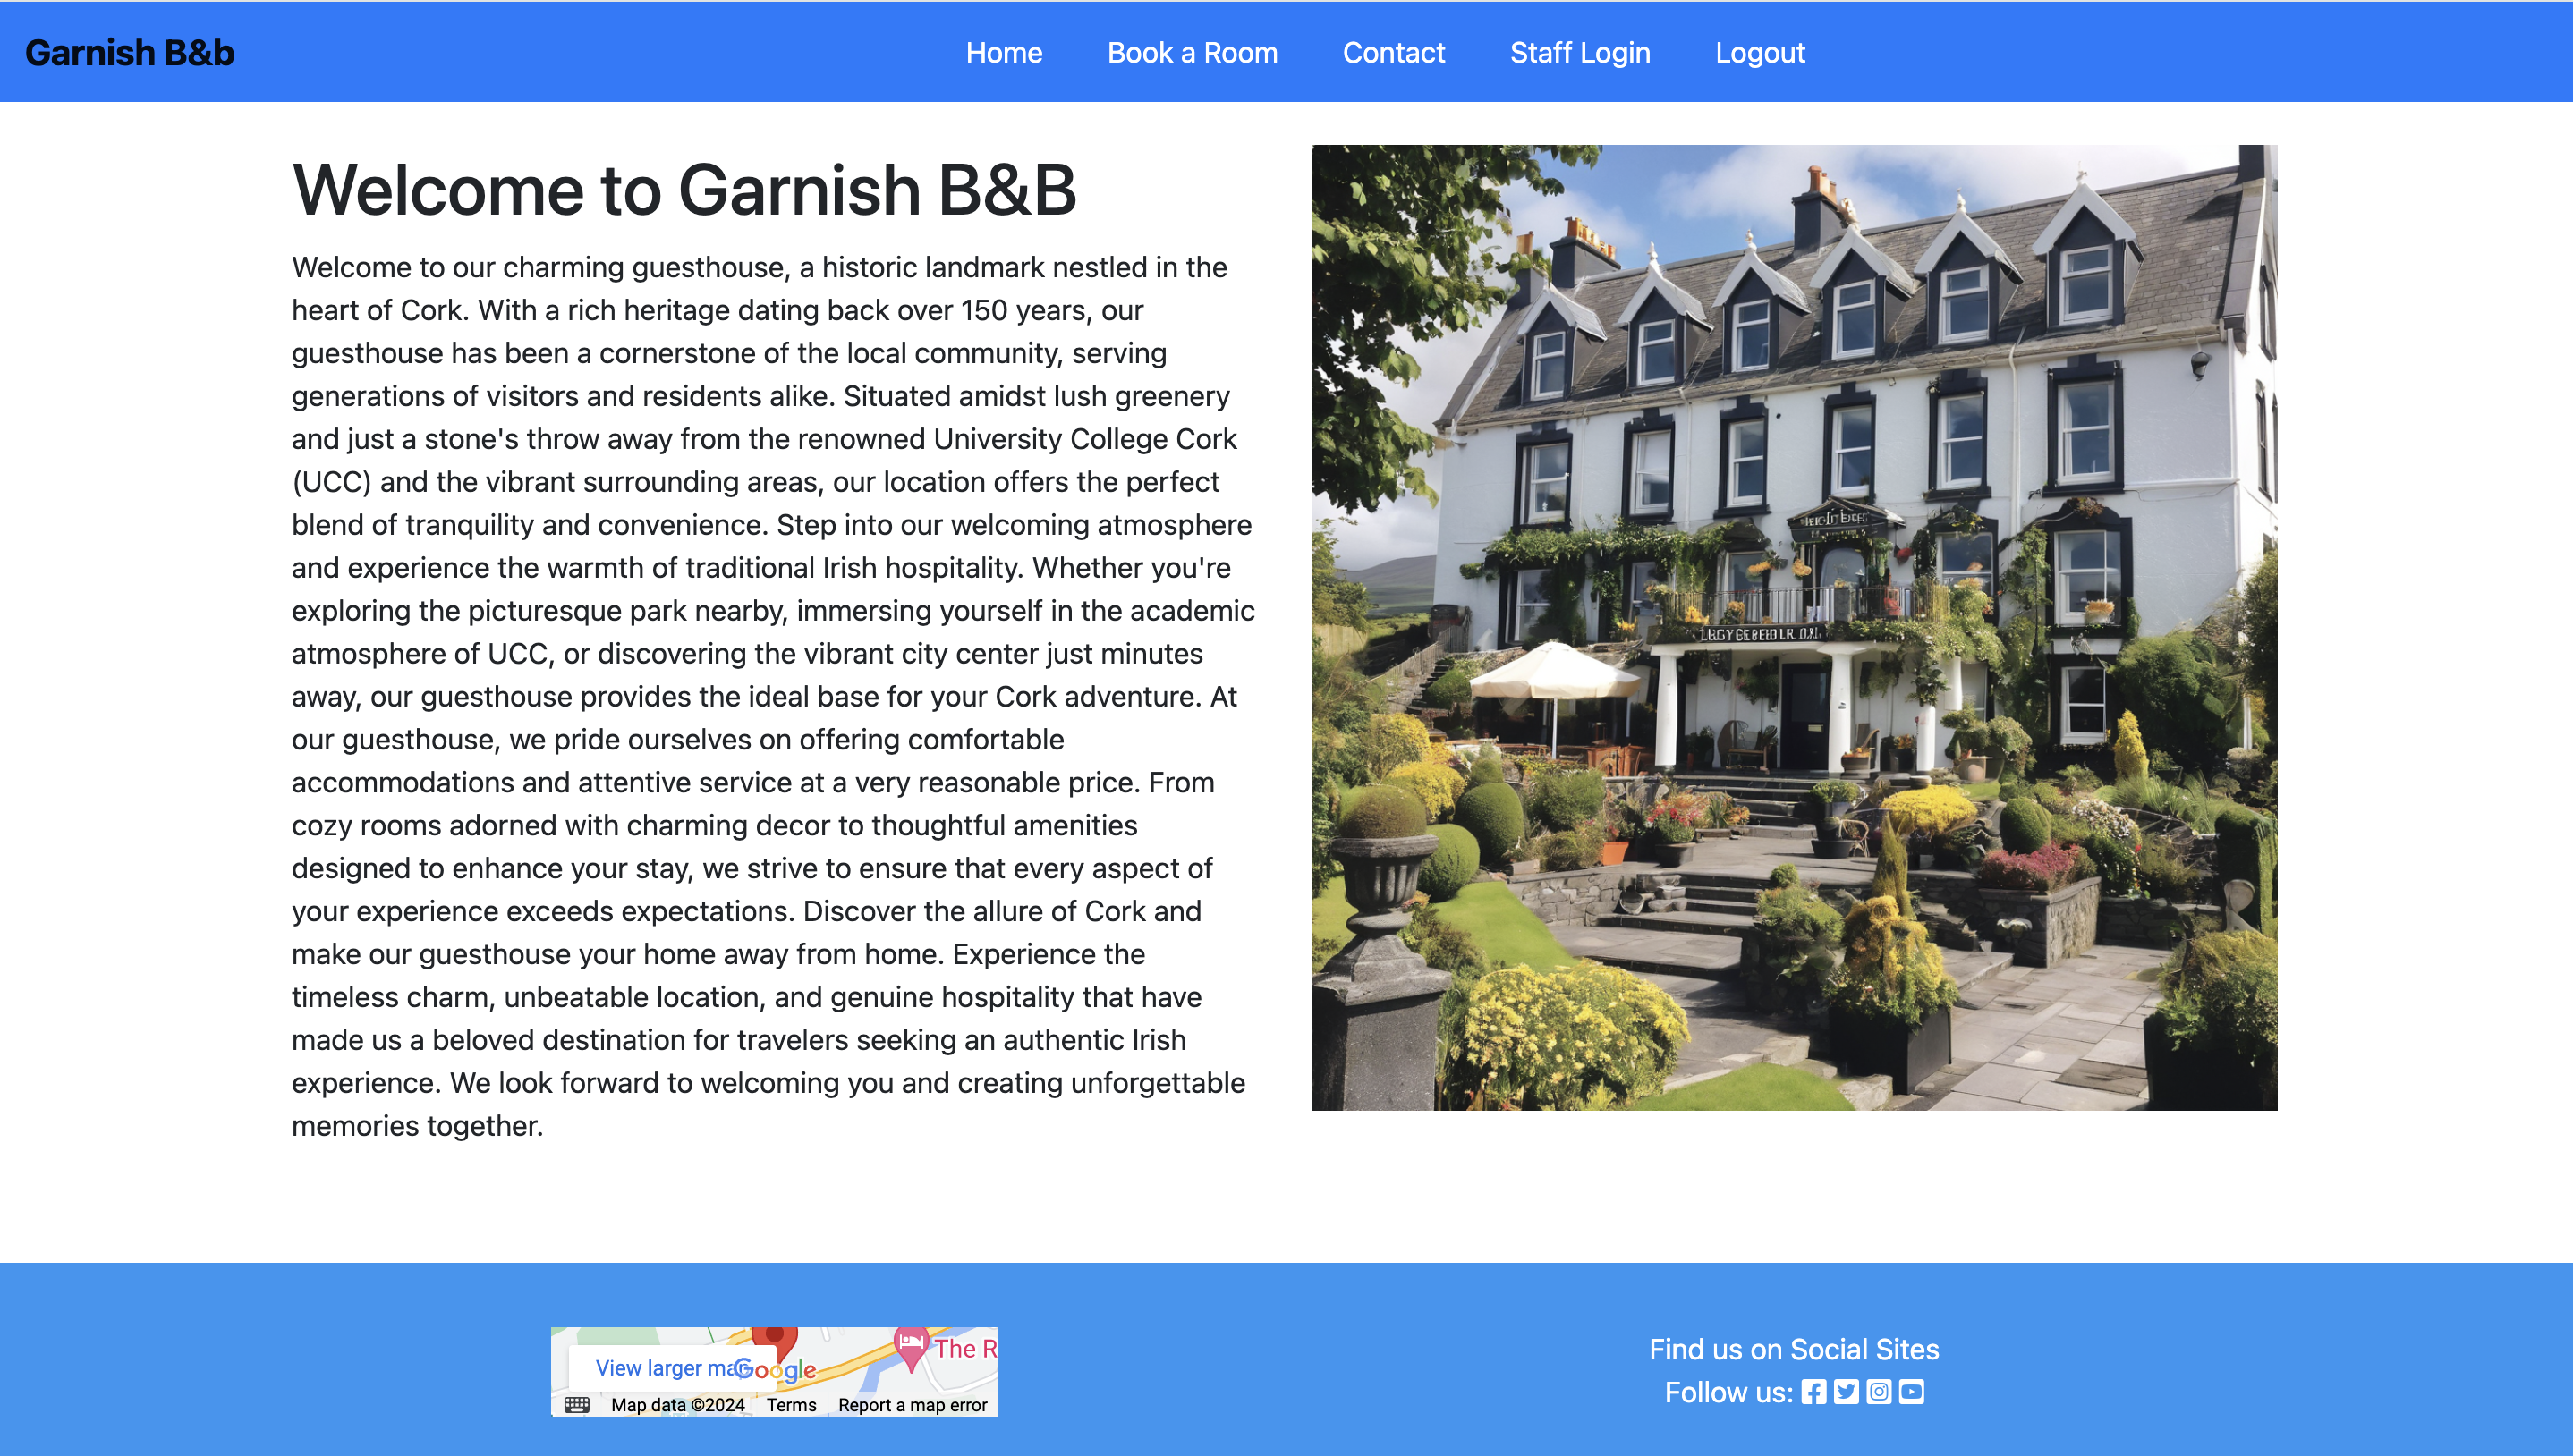 Garnish B&b
Home Book a Room Contact Staff Login Logout
Welcome to Garnish B&B
Welcome to our charming guesthouse, a historic landmark nestled in the
heart of Cork. With a rich heritage dating back over 150 years, our
guesthouse has been a cornerstone of the local community, serving
generations of visitors and residents alike. Situated amidst lush greenery
and just a stone's throw away from the renowned University College Cork
(UCC) and the vibrant surrounding areas, our location offers the perfect
blend of tranquility and convenience. Step into our welcoming atmosphere
and experience the warmth of traditional Irish hospitality. Whether you're
exploring the picturesque park nearby, immersing yourself in the academic
atmosphere of UCC, or discovering the vibrant city center just minutes
away, our guesthouse provides the ideal base for your Cork adventure. At
our guesthouse, we pride ourselves on offering comfortable
accommodations and attentive service at a very reasonable price. From
cozy rooms adorned with charming decor to thoughtful amenities
designed to enhance your stay, we strive to ensure that every aspect of
your experience exceeds expectations. Discover the allure of Cork and
make our guesthouse your home away from home. Experience the
timeless charm, unbeatable location, and genuine hospitality that have
made us a beloved destination for travelers seeking an authentic Irish
experience. We look forward to welcoming you and creating unforgettable
memories together.
The R
View larger map Google
Map data ©2024 Terms Report a map error
Find us on Social Sites
Follow us: